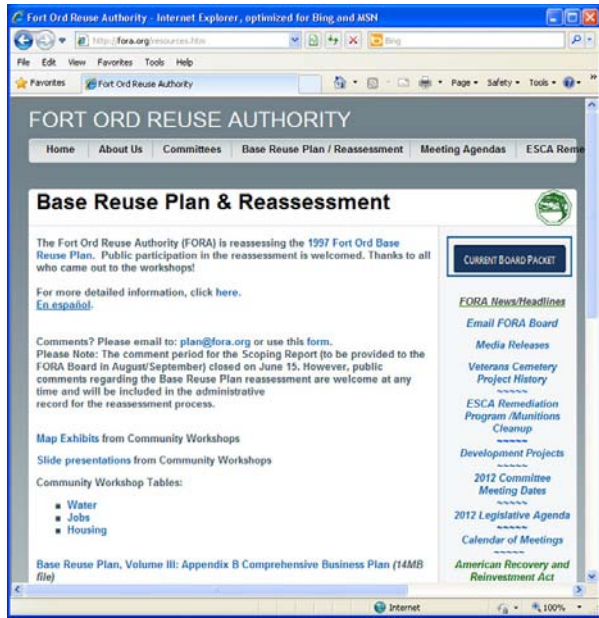 Fort Ord Reuse Authority - Internet Explorer, optimized for Bing and MSN
http://fora.org/resources.htm
Bing
File Edit View Favorites Tools Help
Favorites Fort Ord Reuse Authority Page Safety Tools
FORT ORD REUSE AUTHORITY
Home About Us Committees Base Reuse Plan / Reassessment Meeting Agendas ESCA Reme
Base Reuse Plan & Reassessment
The Fort Ord Reuse Authority (FORA) is reassessing the 1997 Fort Ord Base
Reuse Plan. Public participation in the reassessment is welcomed. Thanks to all
who came out to the workshops!
For more detailed information, click here.
En español.
Comments? Please email to: plan@fora.org or use this form.
Please Note: The comment period for the Scoping Report (to be provided to the
FORA Board in August/September) closed on June 15. However, public
comments regarding the Base Reuse Plan reassessment are welcome at any
time and will be included in the administrative
record for the reassessment process.
Map Exhibits from Community Workshops
Slide presentations from Community Workshops
Community Workshop Tables:
Water
Jobs
Housing
Base Reuse Plan, Volume III: Appendix B Comprehensive Business Plan (14MB
file)
CURRENT BOARD PACKET
FORA News/Headlines
Email FORA Board
Media Releases
Veterans Cemetery
Project History
~~~~~
ESCA Remediation
Program /Munitions
Cleanup
~~~~~
Development Projects
~~~~~
2012 Committee
Meeting Dates
~~~~~
2012 Legislative Agenda
~~~~~
Calendar of Meetings
~~~~~
American Recovery and
Reinvestment Act
Internet 100%